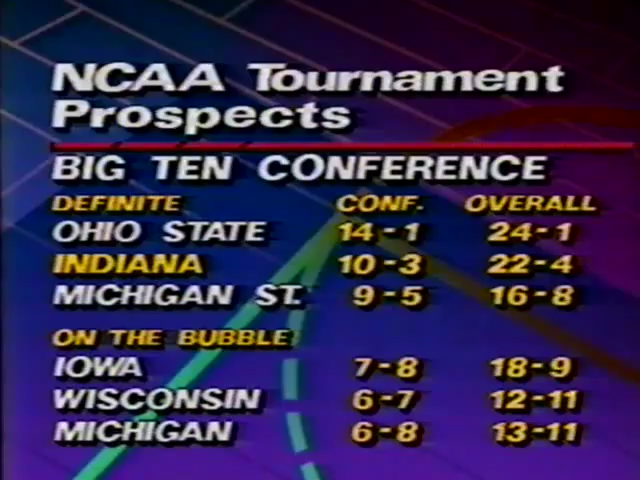 NCAA Tournament
Prospects
BIG TEN CONFERENCE
DEFINITE CONF. OVERALL
OHIO STATE 14-1 24-1
INDIANA 10-3 22-4
MICHIGAN ST. 9-5 16-8
ON THE BUBBLE
IOWA 7-8 18-9
WISCONSIN 6-7 12-11
MICHIGAN 6-8 13-11